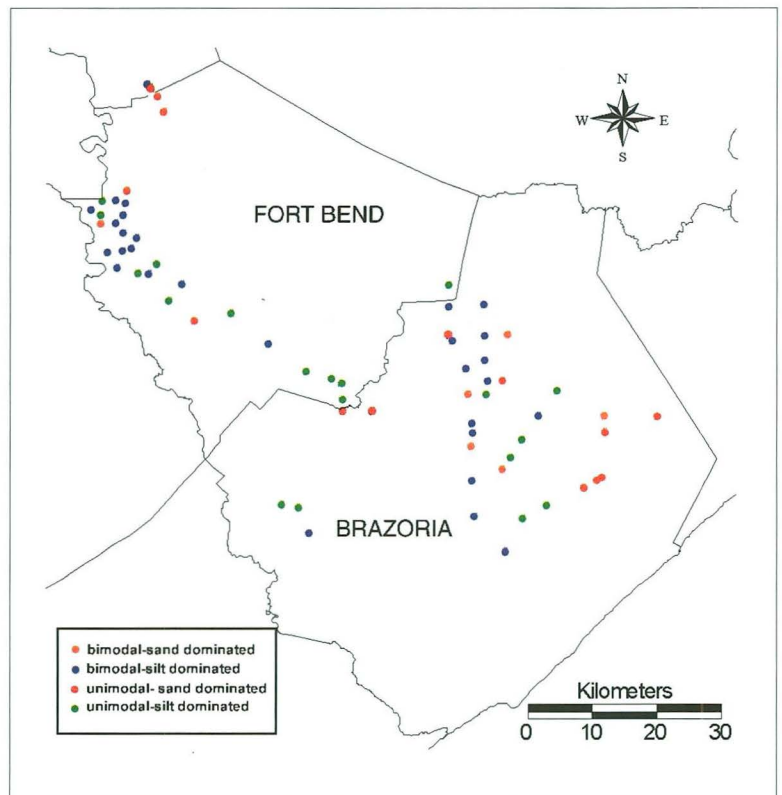 N
W E
S
FORT BEND
BRAZORIA
bimodal-sand dominated
bimodal-silt dominated
unimodal- sand dominated
unimodal-silt dominated
Kilometers
0 10 20 30